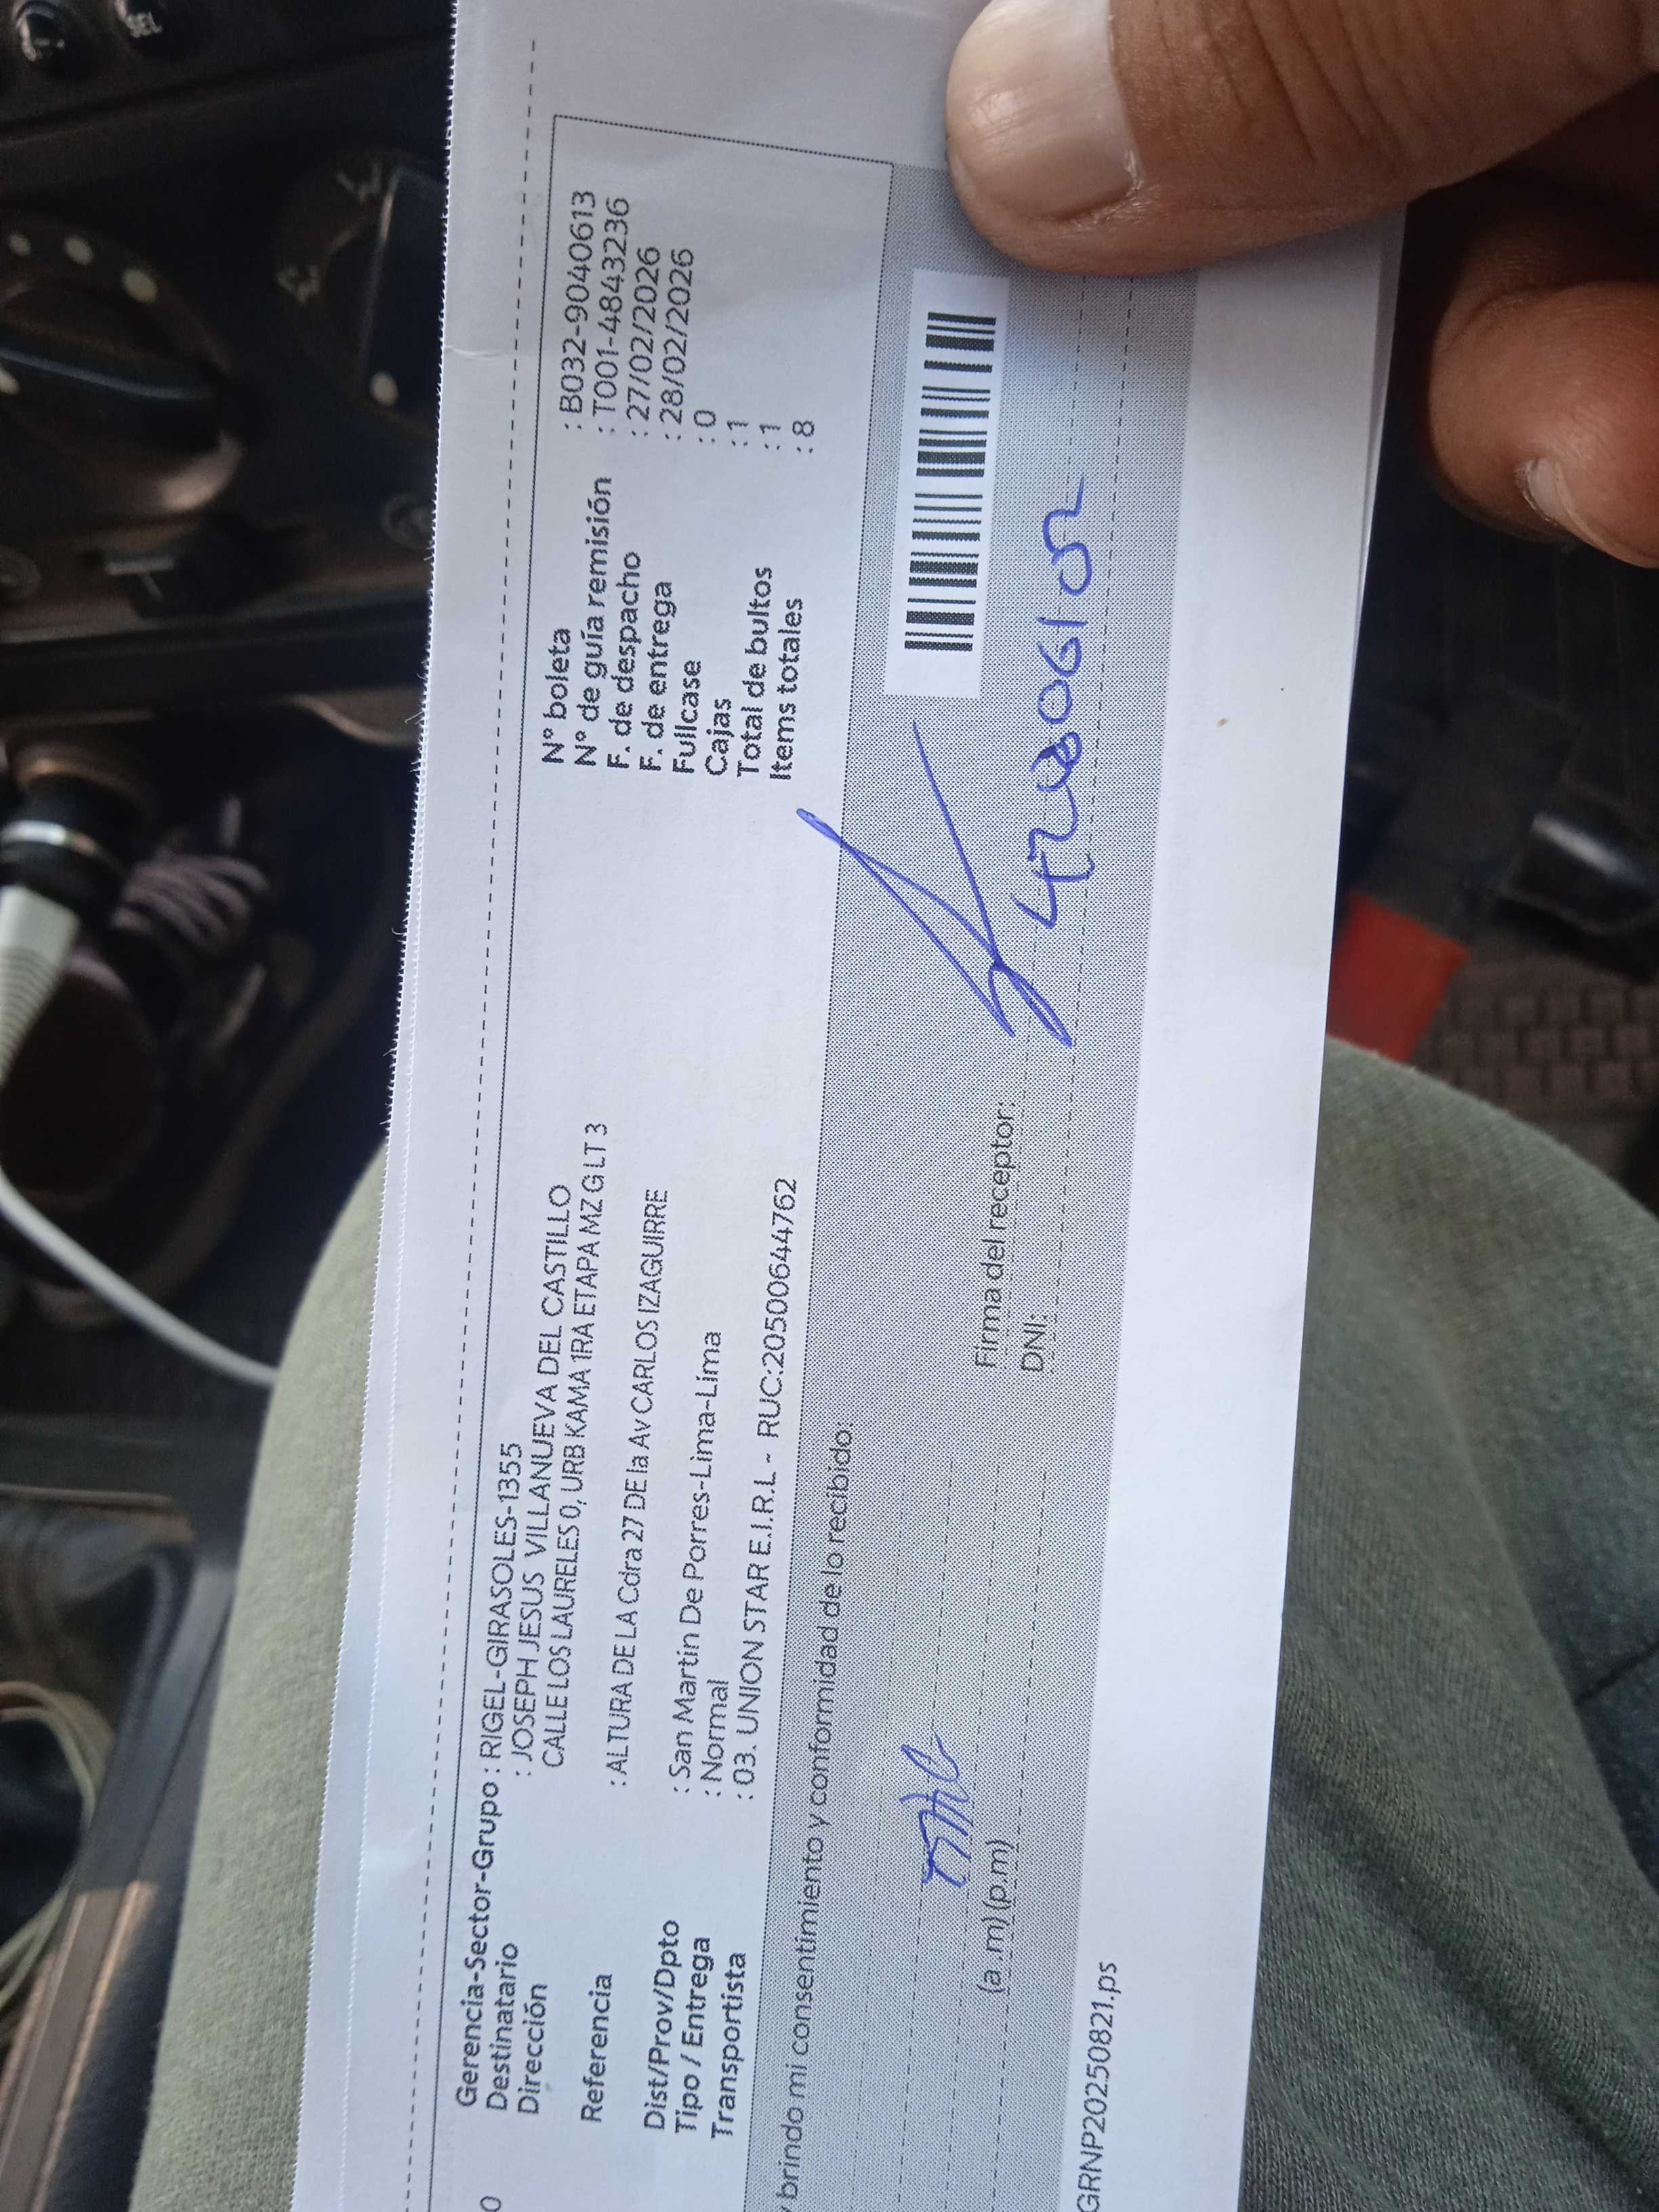 SEL
Gerencia-Sector-Grupo : RIGEL-GIRASOLES-1355
Destinatario : JOSEPH JESUS VILLANUEVA DEL CASTILLO
Dirección CALLE LOS LAURELES 0, URB KAMA 1RA ETAPA MZ G LT 3
Referencia : ALTURA DE LA Cdra 27 DE la Av CARLOS IZAGUIRRE
Dist/Prov/Dpto : San Martin De Porres-Lima-Lima
Tipo / Entrega : Normal
Transportista : 03. UNION STAR E.I.R.L - RUC:20500644762
N° boleta : B032-9040613
N° de guía remisión : T001-4843236
F. de despacho : 27/02/2026
F. de entrega : 28/02/2026
Fullcase : 0
Cajas : 1
Total de bultos : 1
Items totales : 8
y brindo mi consentimiento y conformidad de lo recibido:
(a.m) (p.m)
Firma del receptor:
DNI:
GRNP20250821.ps